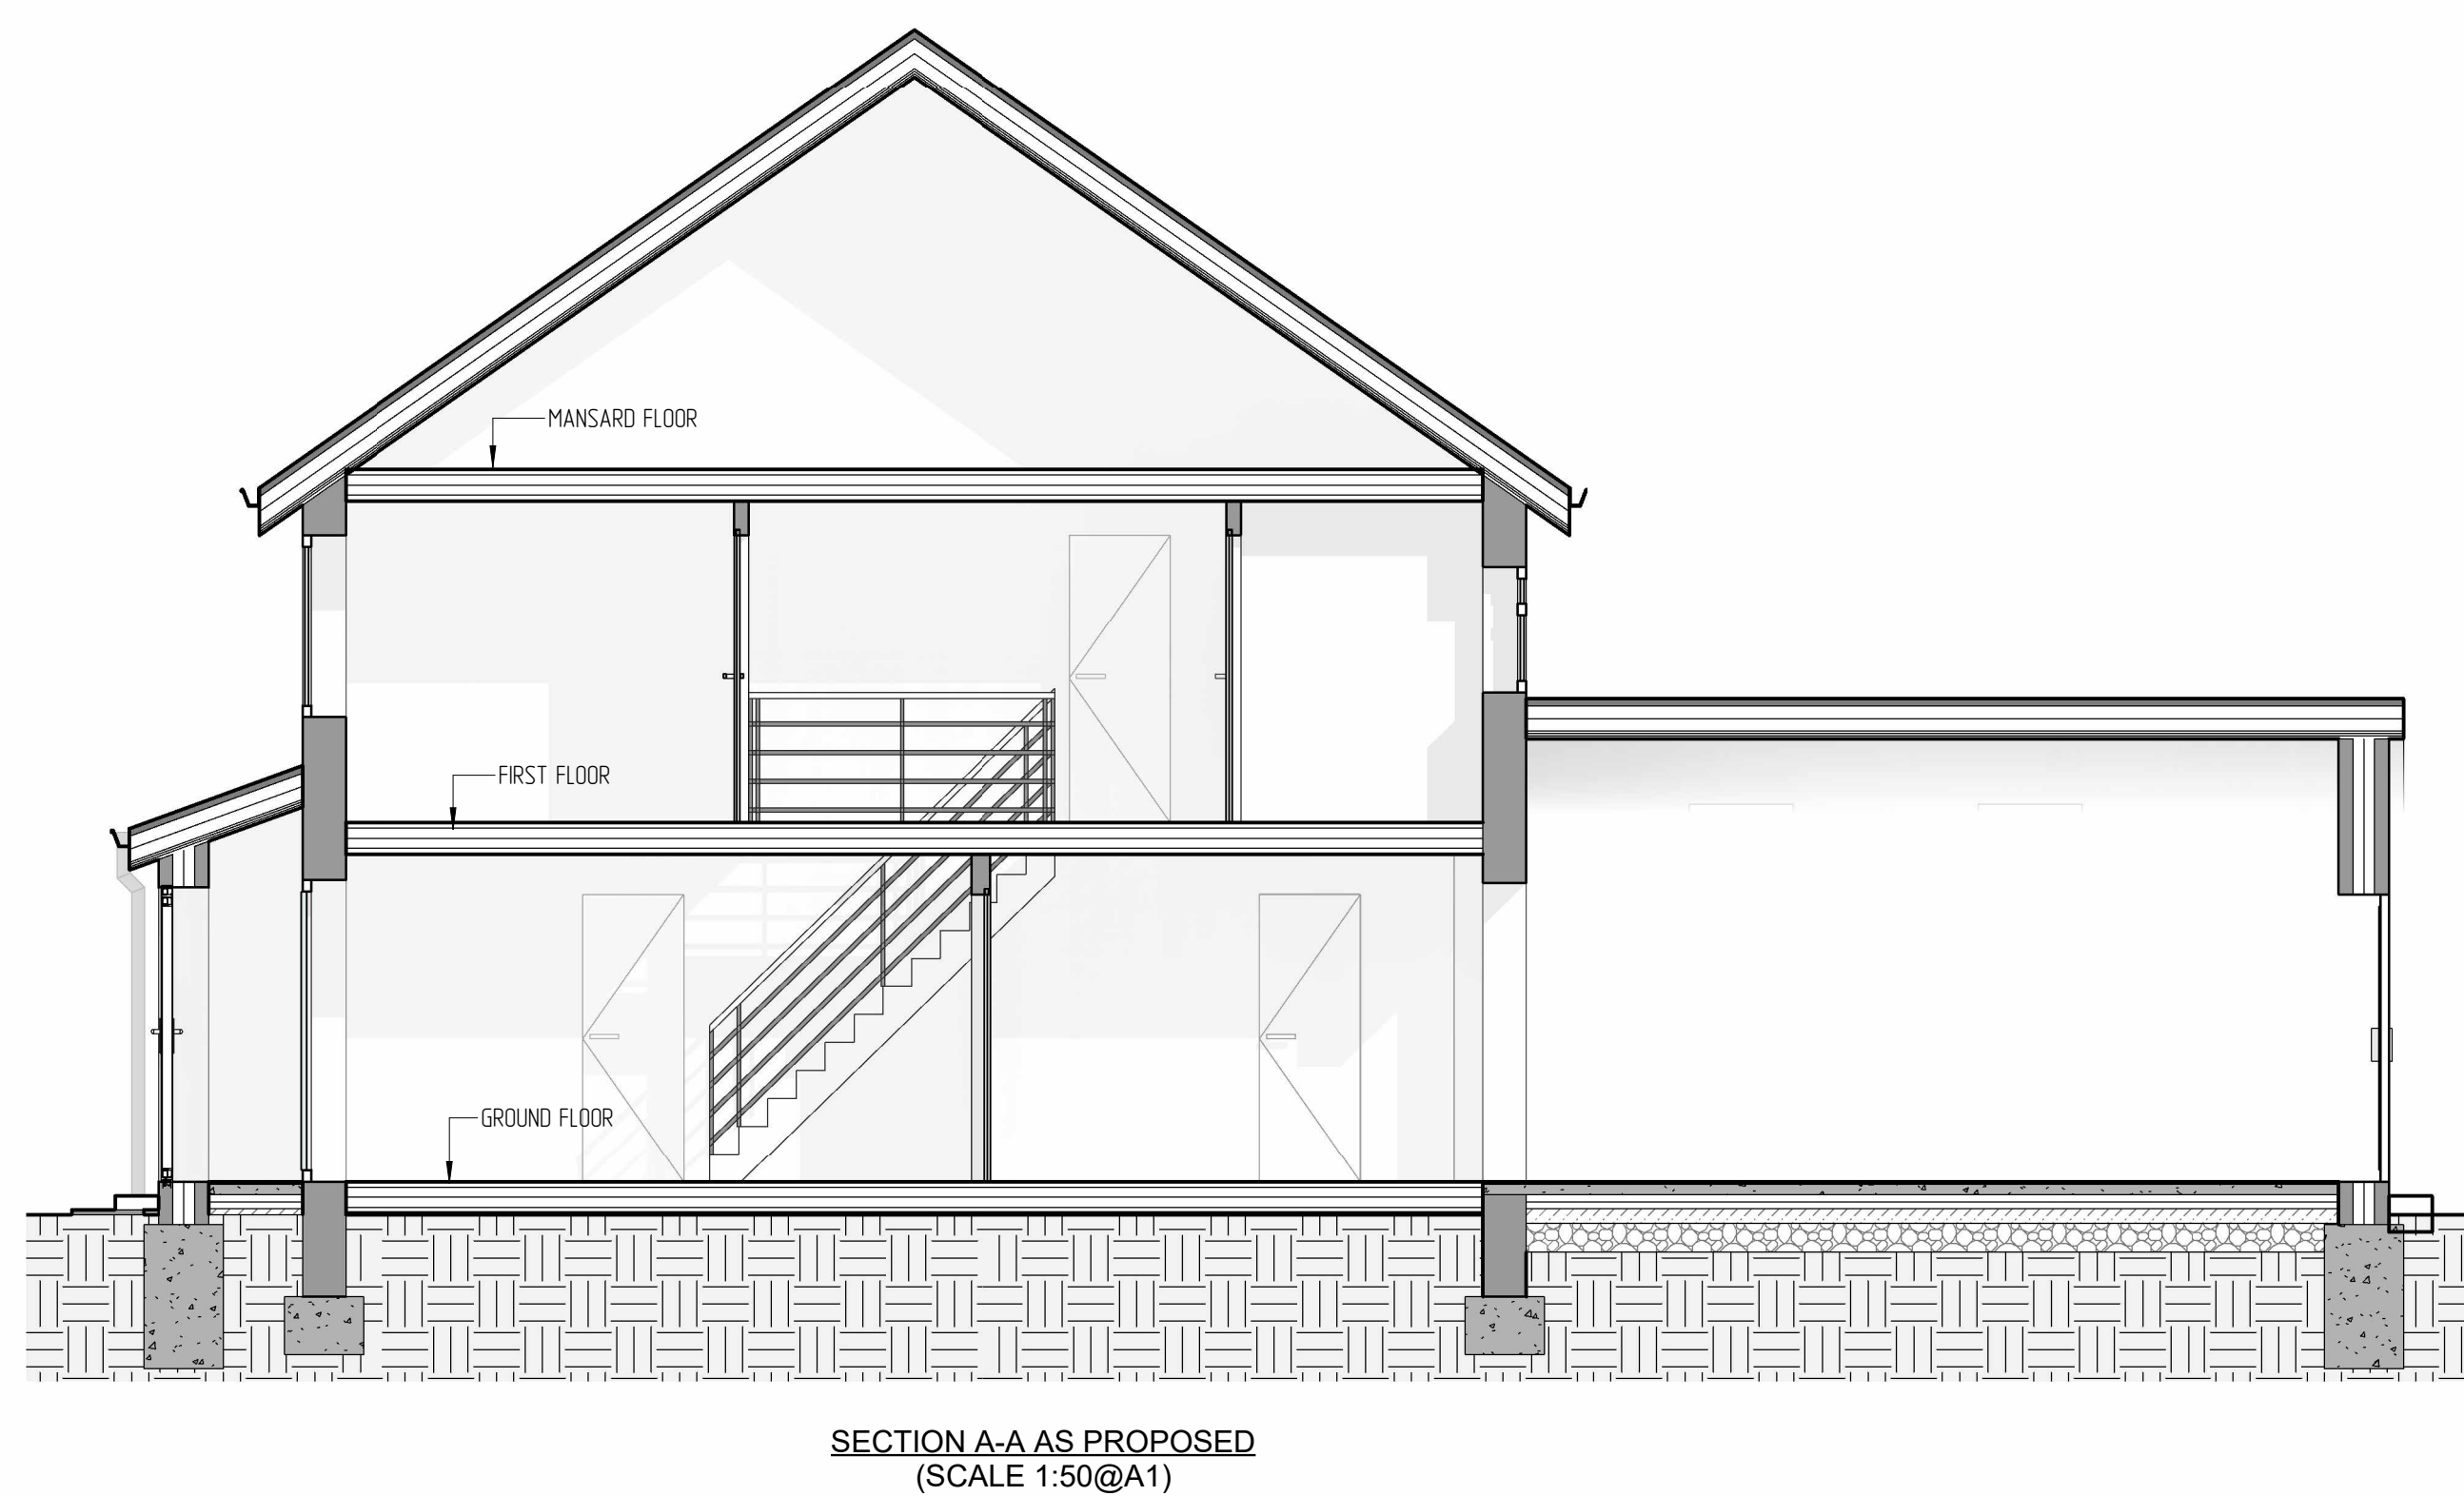 MANSARD FLOOR
FIRST FLOOR
GROUND FLOOR
SECTION A-A AS PROPOSED
(SCALE 1:50@A1)